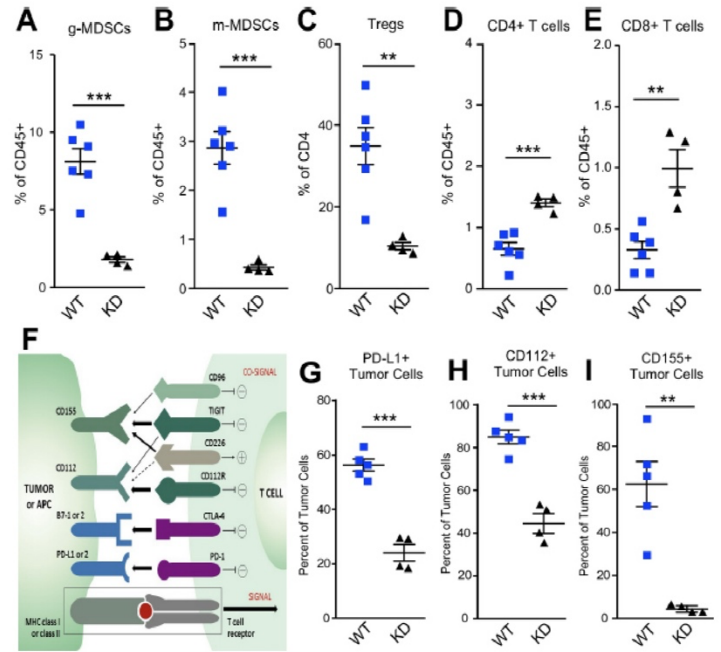 A
g-MDSCs
***
% of CD45+
15
10
5
0
WT
KD
B
m-MDSCs
***
% of CD45+
5
4
3
2
1
0
WT
KD
C
Tregs
**
% of CD4
60
40
20
0
WT
KD
D
CD4+ T cells
***
% of CD45+
4
3
2
1
0
WT
KD
E
CD8+ T cells
**
% of CD45+
2.0
1.5
1.0
0.5
0.0
WT
KD
F
CO-SIGNAL
CD96
CD155
TIGIT
CD226
CD112
CD112R
TUMOR
or APC
T CELL
B7-1 or 2
CTLA-4
PD-L1 or 2
PD-1
SIGNAL
MHC class I
or class II
T cell
receptor
G
PD-L1+
Tumor Cells
***
Percent of Tumor Cells
80
60
40
20
0
WT
KD
H
CD112+
Tumor Cells
***
Percent of Tumor Cells
100
80
60
40
20
0
WT
KD
I
CD155+
Tumor Cells
**
Percent of Tumor Cells
100
80
60
40
20
0
WT
KD